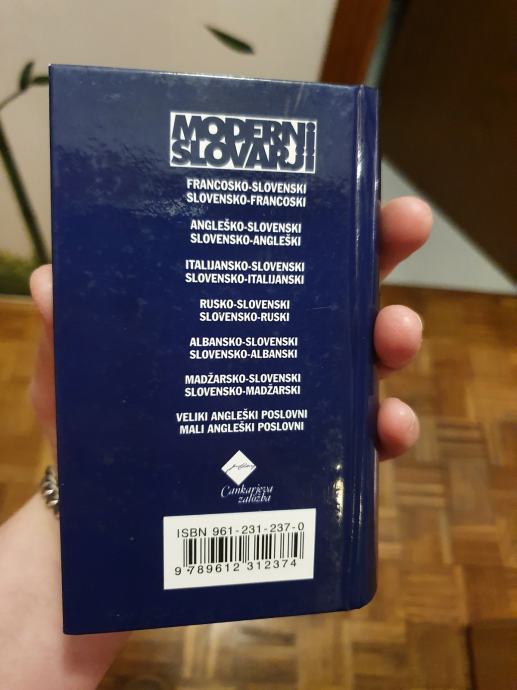 MODERNI
SLOVARJI
FRANCOSKO-SLOVENSKI
SLOVENSKO-FRANCOSKI
ANGLEŠKO-SLOVENSKI
SLOVENSKO-ANGLEŠKI
ITALIJANSKO-SLOVENSKI
SLOVENSKO-ITALIJANSKI
RUSKO-SLOVENSKI
SLOVENSKO-RUSKI
ALBANSKO-SLOVENSKI
SLOVENSKO-ALBANSKI
MADŽARSKO-SLOVENSKI
SLOVENSKO-MADŽARSKI
VELIKI ANGLEŠKI POSLOVNI
MALI ANGLEŠKI POSLOVNI
Cankarjeva
založba
ISBN 961-231-237-0
9 789612 312374